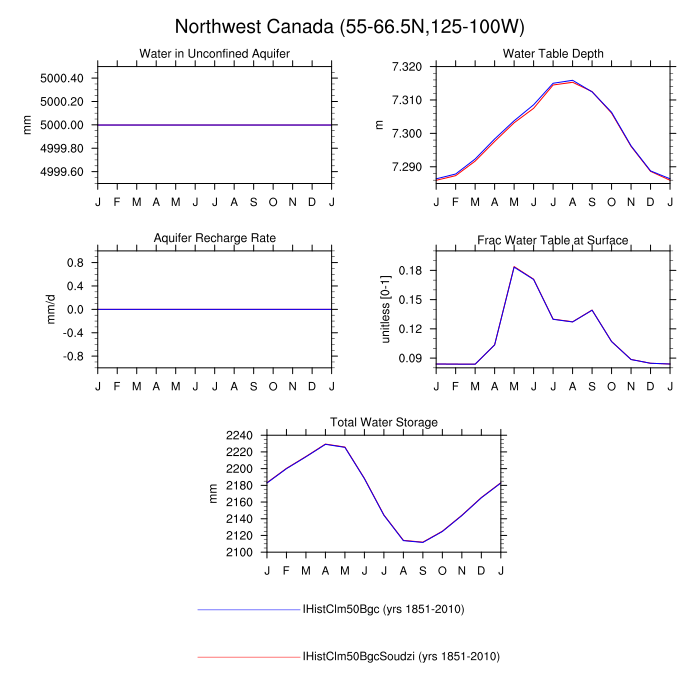 Northwest Canada (55-66.5N,125-100W)
Water in Unconfined Aquifer
5000.40
5000.20
5000.00
4999.80
4999.60
mm
J F M A M J J A S O N D J
Water Table Depth
7.320
7.310
7.300
7.290
m
J F M A M J J A S O N D J
Aquifer Recharge Rate
0.8
0.4
0.0
-0.4
-0.8
mm/d
J F M A M J J A S O N D J
Frac Water Table at Surface
0.18
0.15
0.12
0.09
unitless [0-1]
J F M A M J J A S O N D J
Total Water Storage
2240
2220
2200
2180
2160
2140
2120
2100
mm
J F M A M J J A S O N D J
IHistClm50Bgc (yrs 1851-2010)
IHistClm50BgcSoudzi (yrs 1851-2010)